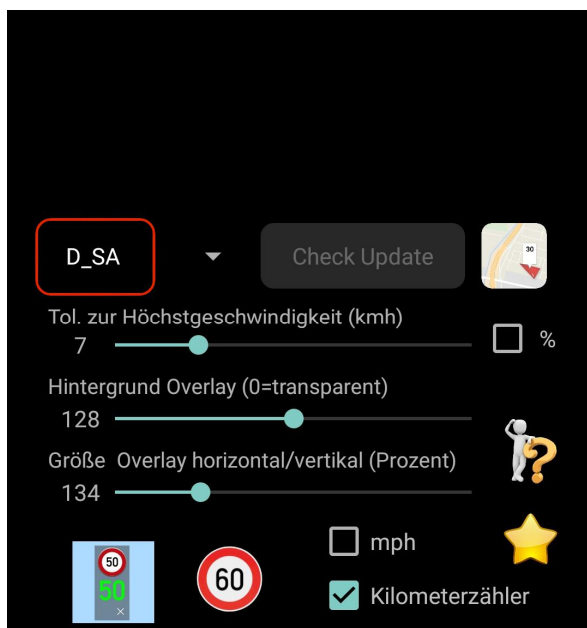 D_SA
Check Update
30
Tol. zur Höchstgeschwindigkeit (kmh)
7
%
Hintergrund Overlay (0=transparent)
128
Größe Overlay horizontal/vertikal (Prozent)
134
50
50
60
mph
Kilometerzähler